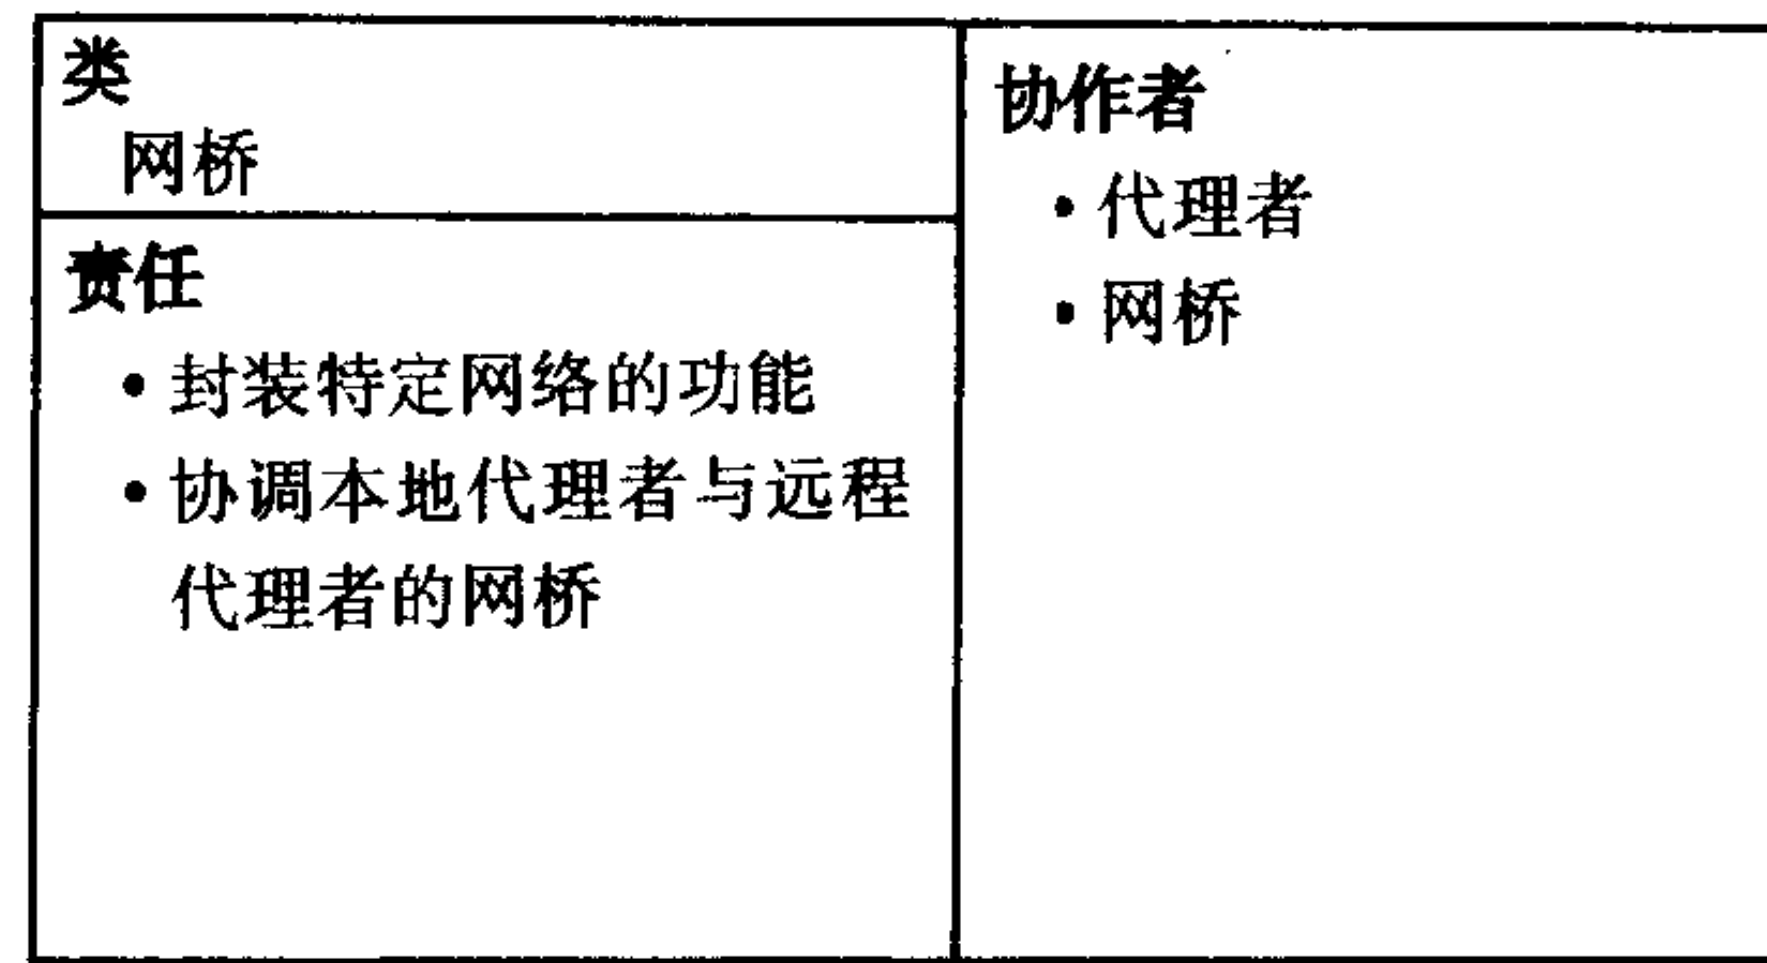 类
网桥
责任
• 封装特定网络的功能
• 协调本地代理者与远程
代理者的网桥
协作者
• 代理者
• 网桥